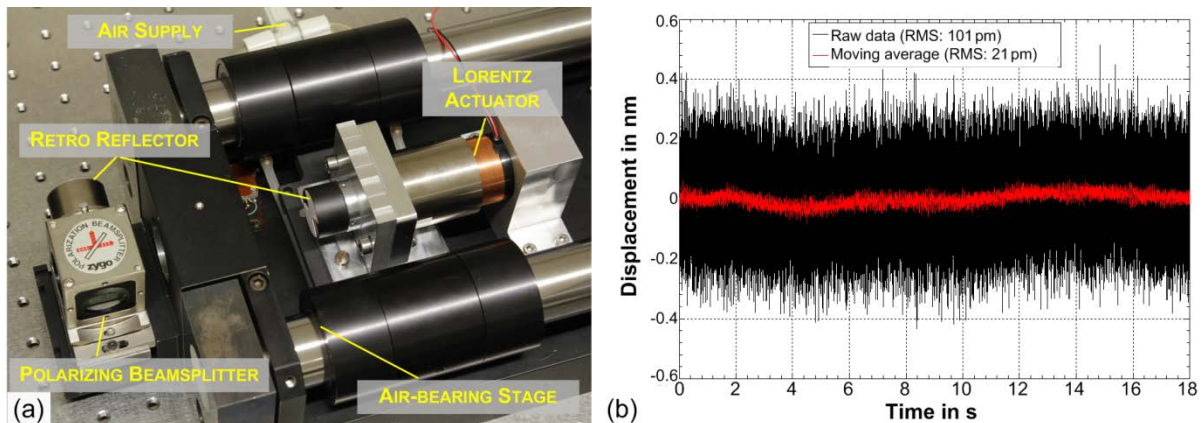 AIR SUPPLY
LORENTZ
ACTUATOR
RETRO REFLECTOR
POLARIZATION BEAMSPLITTER
zygo
POLARIZING BEAMSPLITTER
AIR-BEARING STAGE
(a)
0.6
0.4
0.2
0
-0.2
-0.4
-0.6
Displacement in nm
Raw data (RMS: 101 pm)
Moving average (RMS: 21 pm)
0 2 4 6 8 10 12 14 16 18
Time in s
(b)